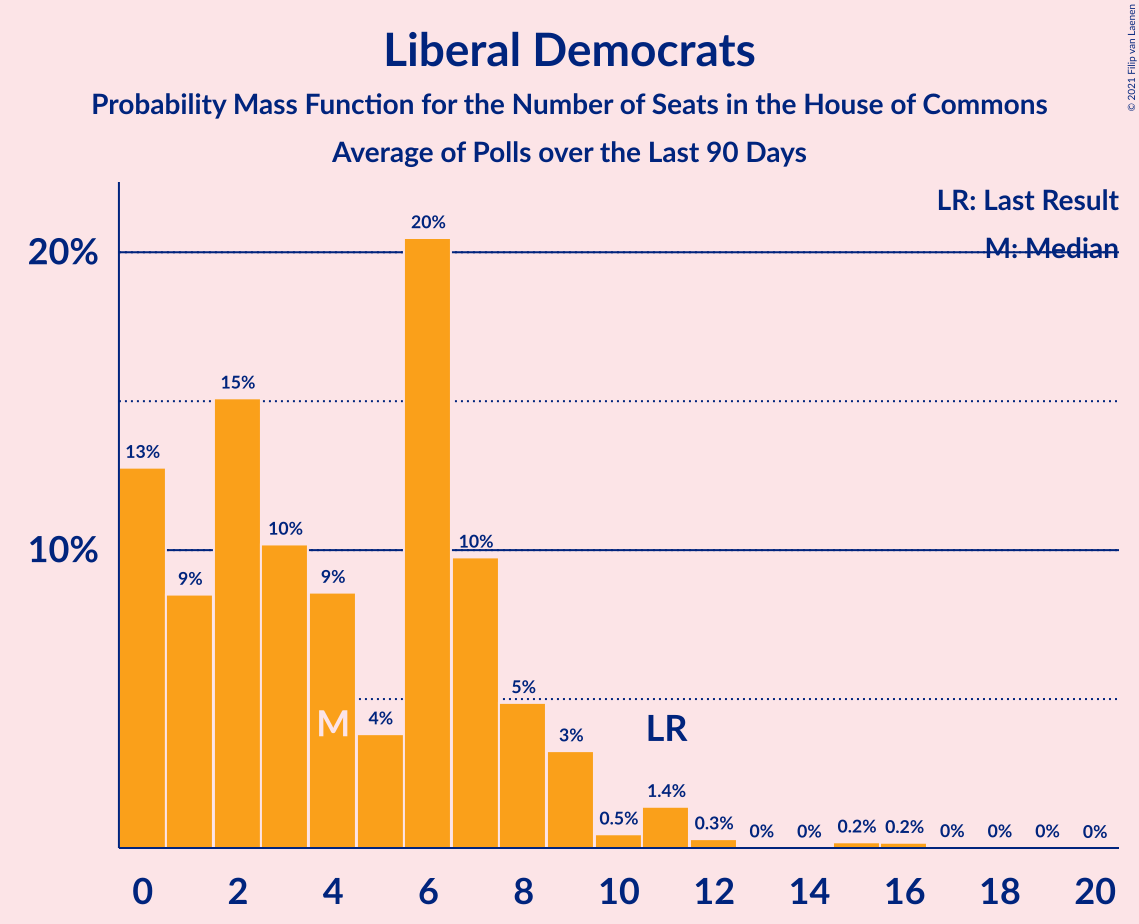 Liberal Democrats
Probability Mass Function for the Number of Seats in the House of Commons
Average of Polls over the Last 90 Days
© 2021 Filip van Laenen
LR: Last Result
M: Median
20%
10%
13%
9%
15%
10%
9%
4%
20%
10%
5%
3%
0.5%
1.4%
0.3%
0%
0%
0.2%
0.2%
0%
0%
0%
0%
M
LR
0 2 4 6 8 10 12 14 16 18 20